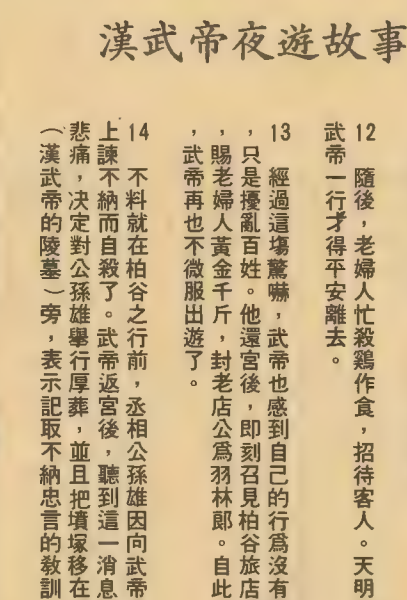 漢武帝夜遊故事
12 隨後，老婦人忙殺鷄作食，招待客人。天明
武帝一行才得平安離去。
13 經過這場驚嚇，武帝也感到自己的行爲沒有
，只是擾亂百姓。他還宮後，即刻召見柏谷旅店
，賜老婦人黃金千斤，封老店公爲羽林郎。自此
，武帝再也不微服出遊了。
14 不料就在柏谷之行前，丞相公孫雄因向武帝
上諫不納而自殺了。武帝返宮後，聽到這一消息
悲痛，決定對公孫雄舉行厚葬，並且把墳塚移在
（漢武帝的陵墓）旁，表示記取不納忠言的敎訓